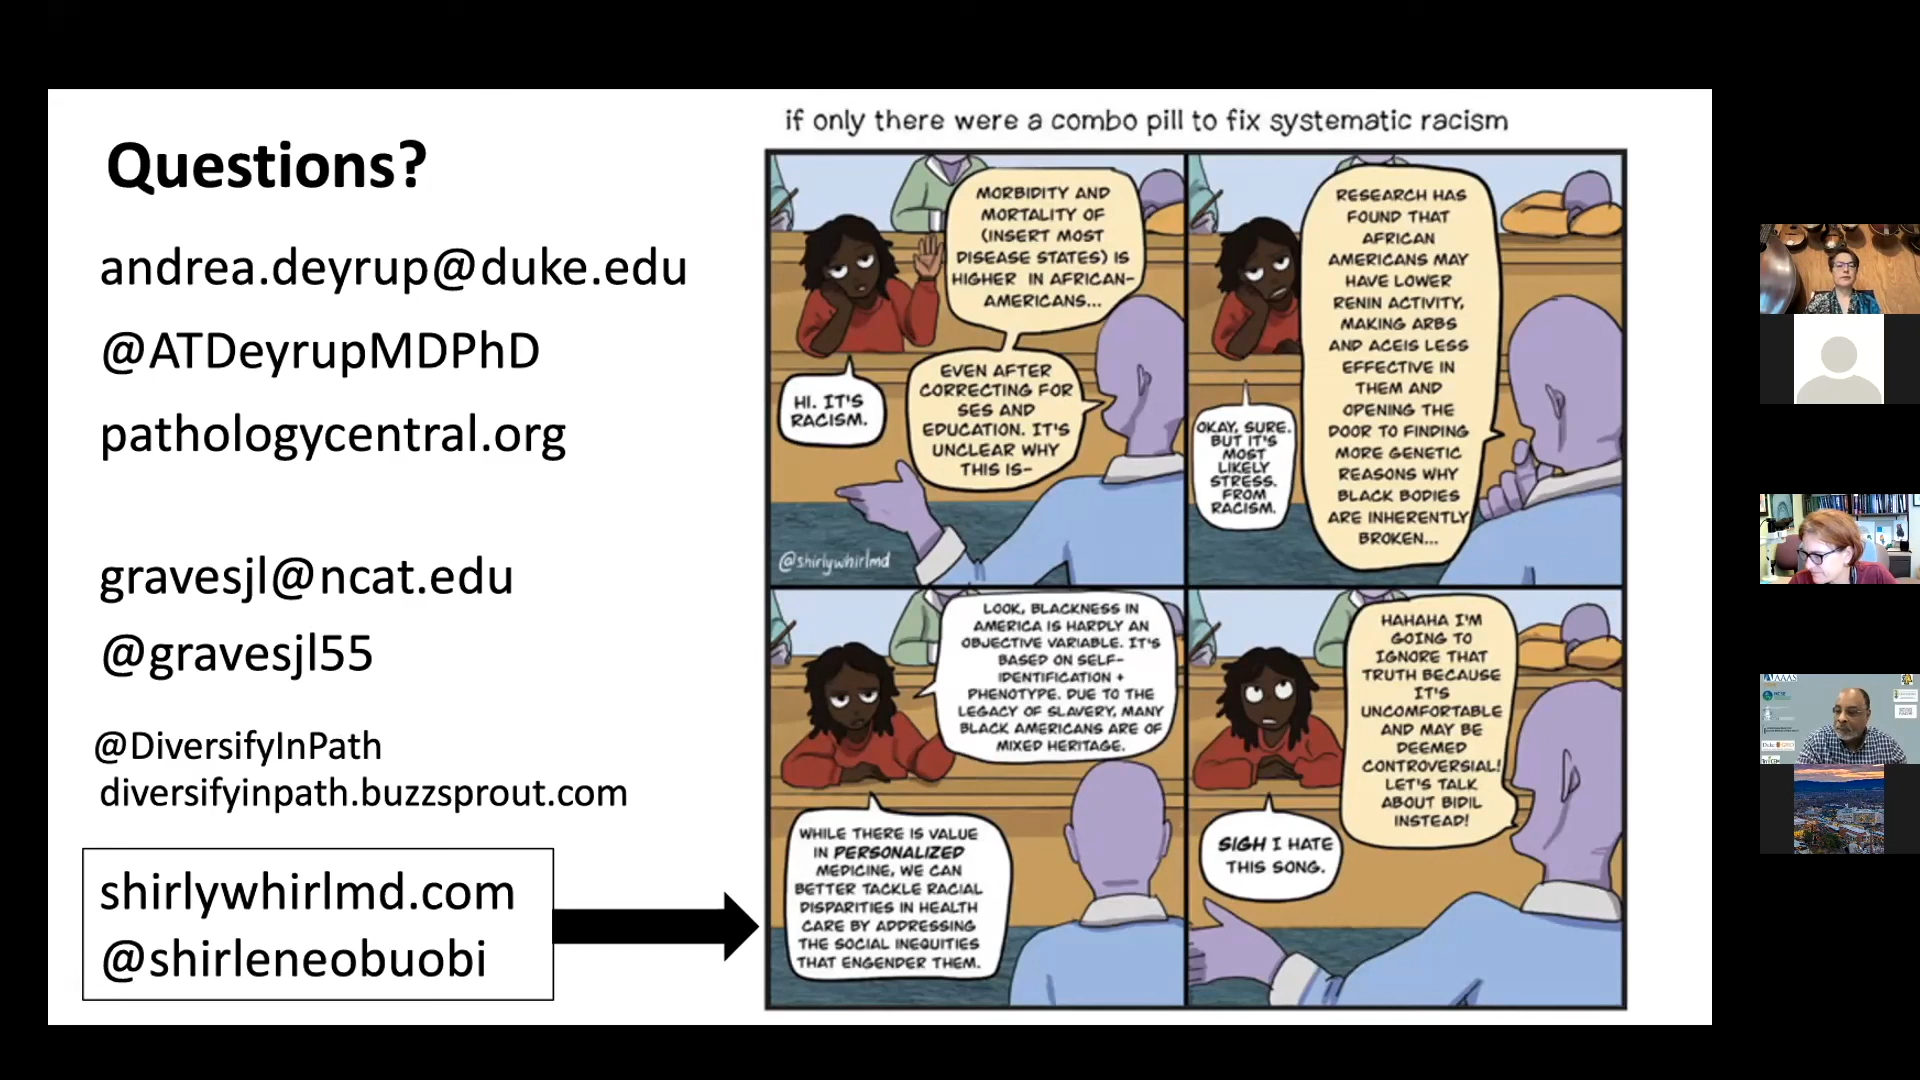 Questions?
andrea.deyrup@duke.edu
@ATDeyrupMDPhD
pathologycentral.org
gravesjl@ncat.edu
@gravesjl55
@DiversifyInPath
diversifyinpath.buzzsprout.com
shirlywhirlmd.com
@shirleneobuobi
if only there were a combo pill to fix systematic racism
MORBIDITY AND
MORTALITY OF
(INSERT MOST
DISEASE STATES) IS
HIGHER IN AFRICAN-
AMERICANS...
EVEN AFTER
CORRECTING FOR
SES AND
EDUCATION. IT'S
UNCLEAR WHY
THIS IS-
HI. IT'S
RACISM.
@shirlywhirlmd
RESEARCH HAS
FOUND THAT
AFRICAN
AMERICANS MAY
HAVE LOWER
RENIN ACTIVITY,
MAKING ARBS
AND ACEIS LESS
EFFECTIVE IN
THEM AND
OPENING THE
DOOR TO FINDING
MORE GENETIC
REASONS WHY
BLACK BODIES
ARE INHERENTLY
BROKEN...
OKAY, SURE.
BUT IT'S
MOST
LIKELY
STRESS.
FROM
RACISM.
LOOK, BLACKNESS IN
AMERICA IS HARDLY AN
OBJECTIVE VARIABLE. IT'S
BASED ON SELF-
IDENTIFICATION +
PHENOTYPE. DUE TO THE
LEGACY OF SLAVERY, MANY
BLACK AMERICANS ARE OF
MIXED HERITAGE.
WHILE THERE IS VALUE
IN PERSONALIZED
MEDICINE, WE CAN
BETTER TACKLE RACIAL
DISPARITIES IN HEALTH
CARE BY ADDRESSING
THE SOCIAL INEQUITIES
THAT ENGENDER THEM.
HAHAHA I'M
GOING TO
IGNORE THAT
TRUTH BECAUSE
IT'S
UNCOMFORTABLE
AND MAY BE
DEEMED
CONTROVERSIAL!
LET'S TALK
ABOUT BIDIL
INSTEAD!
SIGH I HATE
THIS SONG.
AAAS
Duke